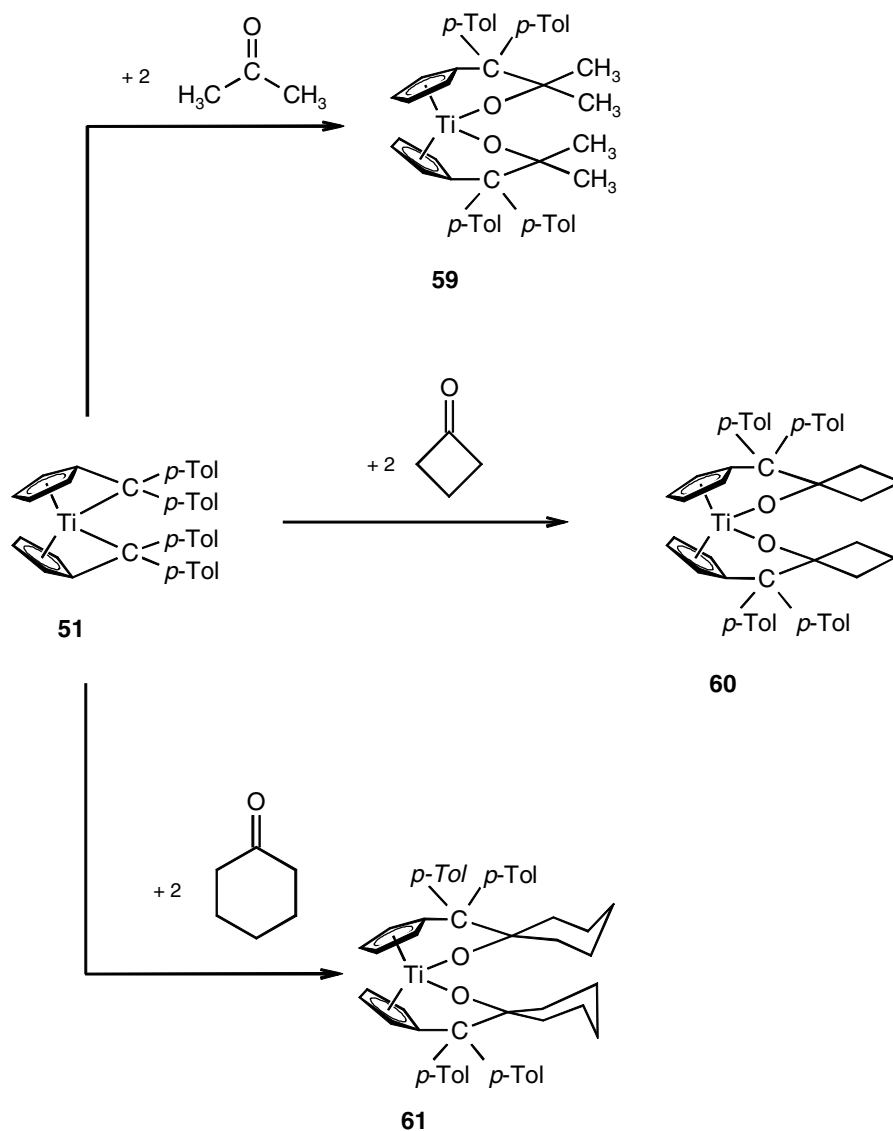 O
+ 2
C
H3C
CH3
p-Tol p-Tol
C
CH3
CH3
O
Ti
O
CH3
CH3
C
p-Tol p-Tol
59
O
+ 2
p-Tol
C
p-Tol
Ti
p-Tol
C
p-Tol
51
p-Tol p-Tol
C
O
Ti
O
C
p-Tol p-Tol
60
O
+ 2
p-Tol p-Tol
C
O
Ti
O
C
p-Tol p-Tol
61